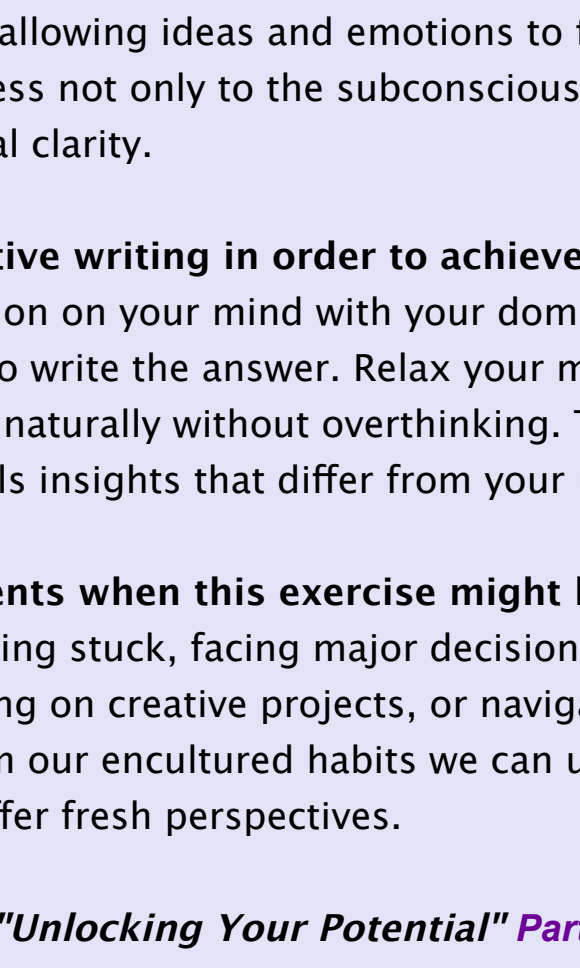 allowing ideas and emotions to
ess not only to the subconscious
al clarity.
tive writing in order to achieve
on on your mind with your dom
o write the answer. Relax your m
naturally without overthinking. T
ls insights that differ from your
ents when this exercise might
ing stuck, facing major decision
ng on creative projects, or naviga
m our encultured habits we can u
ffer fresh perspectives.
"Unlocking Your Potential" Part